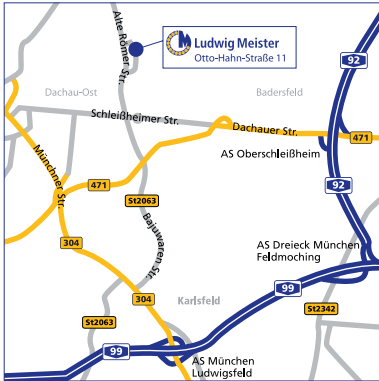 Alte Römer Str.
Ludwig Meister
Otto-Hahn-Straße 11
92
Dachau-Ost
Badersfeld
Schleißheimer Str.
Dachauer Str.
471
AS Oberschleißheim
Münchner Str.
471
92
St2063
Bajuwaren Str.
304
AS Dreieck München
Feldmoching
99
304
Karlsfeld
St2342
St2063
99
AS München
Ludwigsfeld